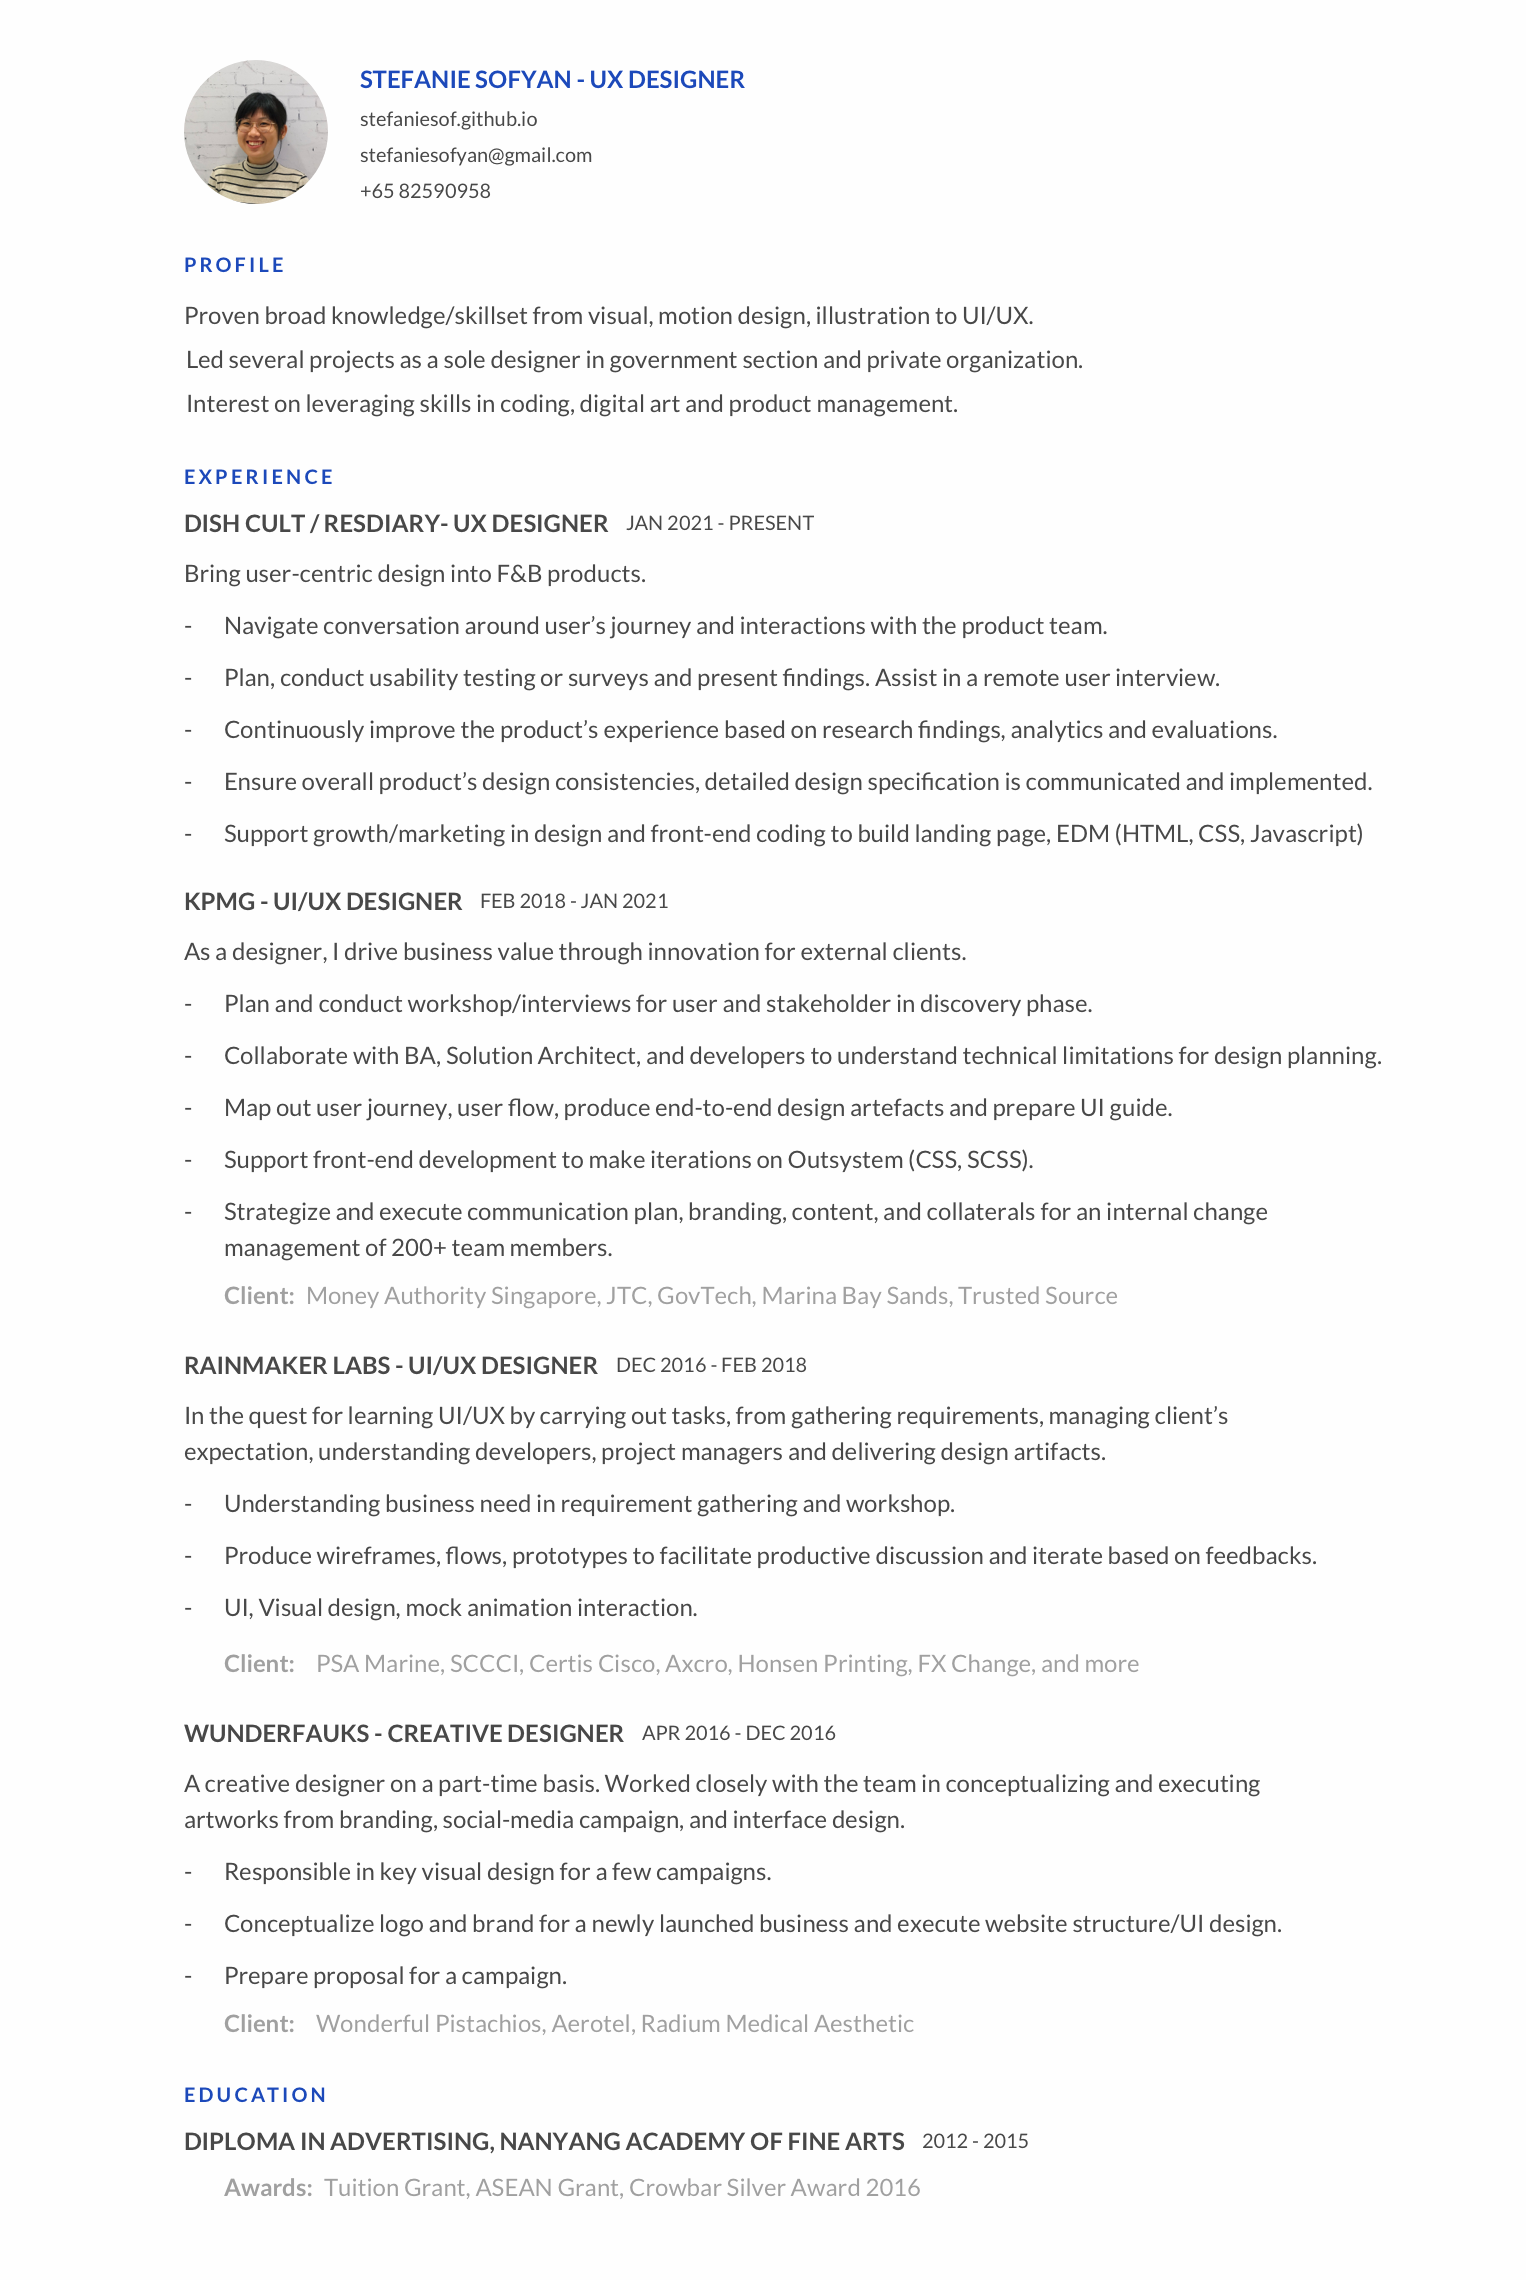 STEFANIE SOFYAN - UX DESIGNER
stefaniesof.github.io
stefaniesofyan@gmail.com
+65 82590958
PROFILE
Proven broad knowledge/skillset from visual, motion design, illustration to UI/UX.
Led several projects as a sole designer in government section and private organization.
Interest on leveraging skills in coding, digital art and product management.
EXPERIENCE
DISH CULT / RESDIARY- UX DESIGNER JAN 2021 - PRESENT
Bring user-centric design into F&B products.
- Navigate conversation around user’s journey and interactions with the product team.
- Plan, conduct usability testing or surveys and present findings. Assist in a remote user interview.
- Continuously improve the product’s experience based on research findings, analytics and evaluations.
- Ensure overall product’s design consistencies, detailed design specification is communicated and implemented.
- Support growth/marketing in design and front-end coding to build landing page, EDM (HTML, CSS, Javascript)
KPMG - UI/UX DESIGNER FEB 2018 - JAN 2021
As a designer, I drive business value through innovation for external clients.
- Plan and conduct workshop/interviews for user and stakeholder in discovery phase.
- Collaborate with BA, Solution Architect, and developers to understand technical limitations for design planning.
- Map out user journey, user flow, produce end-to-end design artefacts and prepare UI guide.
- Support front-end development to make iterations on Outsystem (CSS, SCSS).
- Strategize and execute communication plan, branding, content, and collaterals for an internal change
management of 200+ team members.
Client: Money Authority Singapore, JTC, GovTech, Marina Bay Sands, Trusted Source
RAINMAKER LABS - UI/UX DESIGNER DEC 2016 - FEB 2018
In the quest for learning UI/UX by carrying out tasks, from gathering requirements, managing client’s
expectation, understanding developers, project managers and delivering design artifacts.
- Understanding business need in requirement gathering and workshop.
- Produce wireframes, flows, prototypes to facilitate productive discussion and iterate based on feedbacks.
- UI, Visual design, mock animation interaction.
Client: PSA Marine, SCCCI, Certis Cisco, Axcro, Honsen Printing, FX Change, and more
WUNDERFAUKS - CREATIVE DESIGNER APR 2016 - DEC 2016
A creative designer on a part-time basis. Worked closely with the team in conceptualizing and executing
artworks from branding, social-media campaign, and interface design.
- Responsible in key visual design for a few campaigns.
- Conceptualize logo and brand for a newly launched business and execute website structure/UI design.
- Prepare proposal for a campaign.
Client: Wonderful Pistachios, Aerotel, Radium Medical Aesthetic
EDUCATION
DIPLOMA IN ADVERTISING, NANYANG ACADEMY OF FINE ARTS 2012 - 2015
Awards: Tuition Grant, ASEAN Grant, Crowbar Silver Award 2016